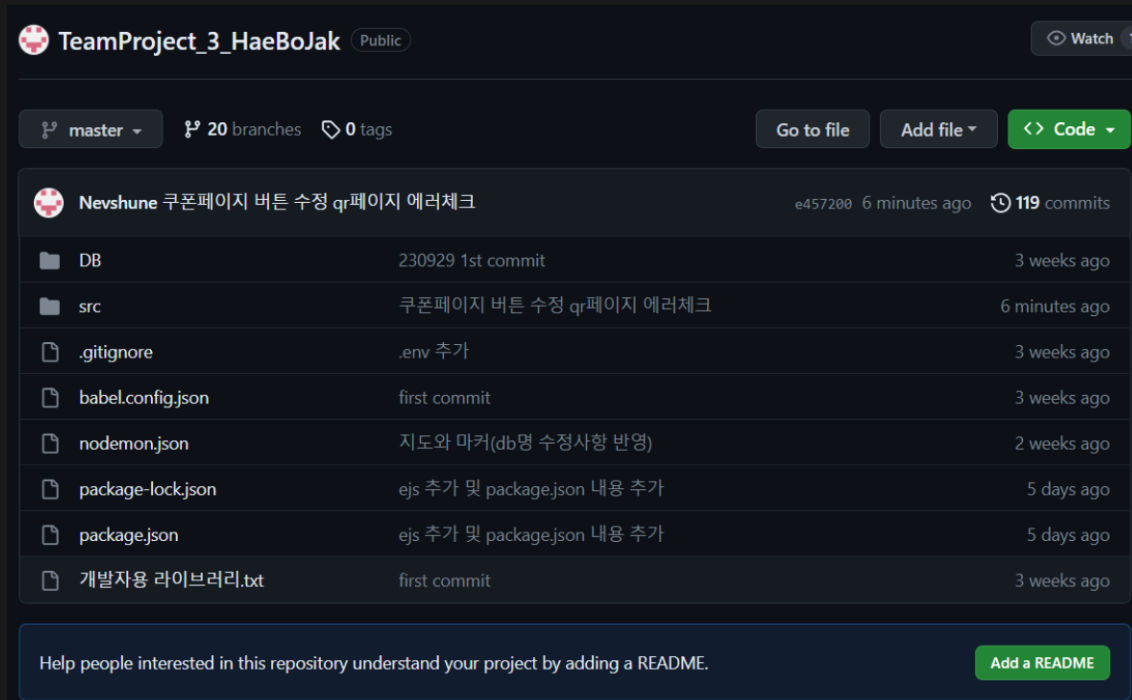 TeamProject_3_HaeBoJak Public Watch
master 20 branches 0 tags Go to file Add file Code
Nevshune 쿠폰페이지 버튼 수정 qr페이지 에러체크 e457200 6 minutes ago 119 commits
DB 230929 1st commit 3 weeks ago
src 쿠폰페이지 버튼 수정 qr페이지 에러체크 6 minutes ago
.gitignore .env 추가 3 weeks ago
babel.config.json first commit 3 weeks ago
nodemon.json 지도와 마커(db명 수정사항 반영) 2 weeks ago
package-lock.json ejs 추가 및 package.json 내용 추가 5 days ago
package.json ejs 추가 및 package.json 내용 추가 5 days ago
개발자용 라이브러리.txt first commit 3 weeks ago
Help people interested in this repository understand your project by adding a README. Add a README